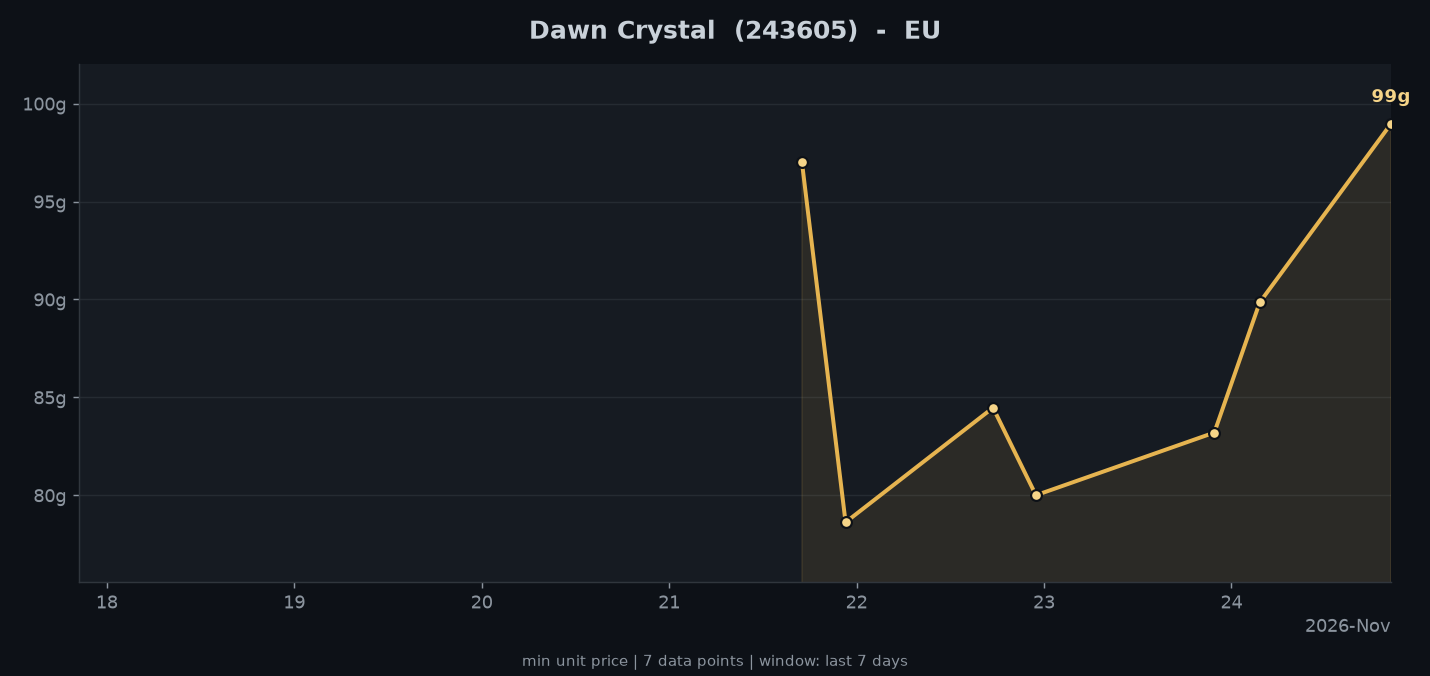 Dawn Crystal (243605) - EU
99g
100g
95g
90g
85g
80g
18 19 20 21 22 23 24
2026-Nov
min unit price | 7 data points | window: last 7 days